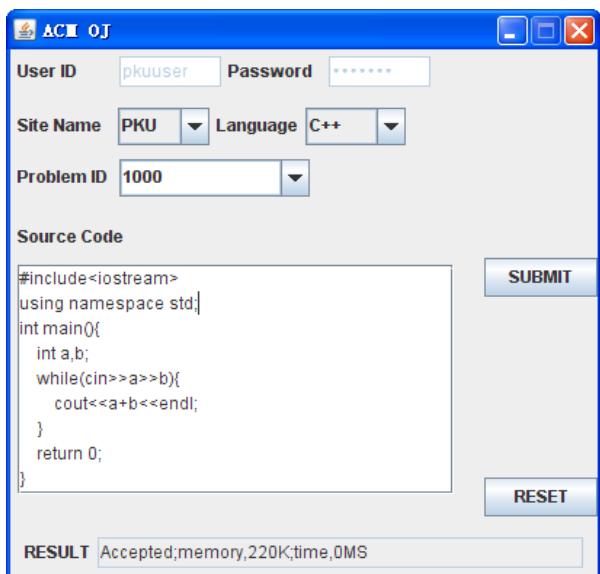 ACM OJ
User ID pkuuser Password *******
Site Name PKU Language C++
Problem ID 1000
Source Code
#include<iostream>
using namespace std;
int main(){
int a,b;
while(cin>>a>>b){
cout<<a+b<<endl;
}
return 0;
}
SUBMIT
RESET
RESULT Accepted;memory,220K;time,0MS